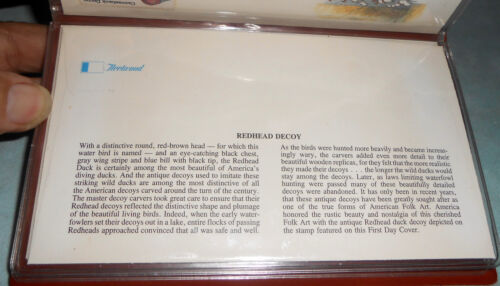 Fleetwood
REDHEAD DECOY
With a distinctive round, red-brown head — for which this
water bird is named — and an eye-catching black chest,
gray wing stripe and blue bill with black tip, the Redhead
Duck is certainly among the most beautiful of America's
diving ducks. And the antique decoys used to imitate these
striking wild ducks are among the most distinctive of all
the American decoys carved around the turn of the century.
The master decoy carvers took great care to ensure that their
Redhead decoys reflected the distinctive shape and plumage
of the beautiful living birds. Indeed, when the early water-
fowlers set their decoys out in a lake, entire flocks of passing
Redheads approached convinced that all was safe and well.
As the birds were hunted more heavily and became increas-
ingly wary, the carvers added even more detail to their
beautiful wooden replicas, for they felt that the more realistic
they made their decoys . . . the longer the wild ducks would
stay among the decoys. Later, as laws limiting waterfowl
hunting were passed many of these beautifully detailed
decoys were abandoned. It has only been in recent years,
that these antique decoys have been greatly sought after as
one of the true forms of American Folk Art. America
honored the rustic beauty and nostalgia of this cherished
Folk Art with the antique Redhead duck decoy depicted on
the stamp featured on this First Day Cover.